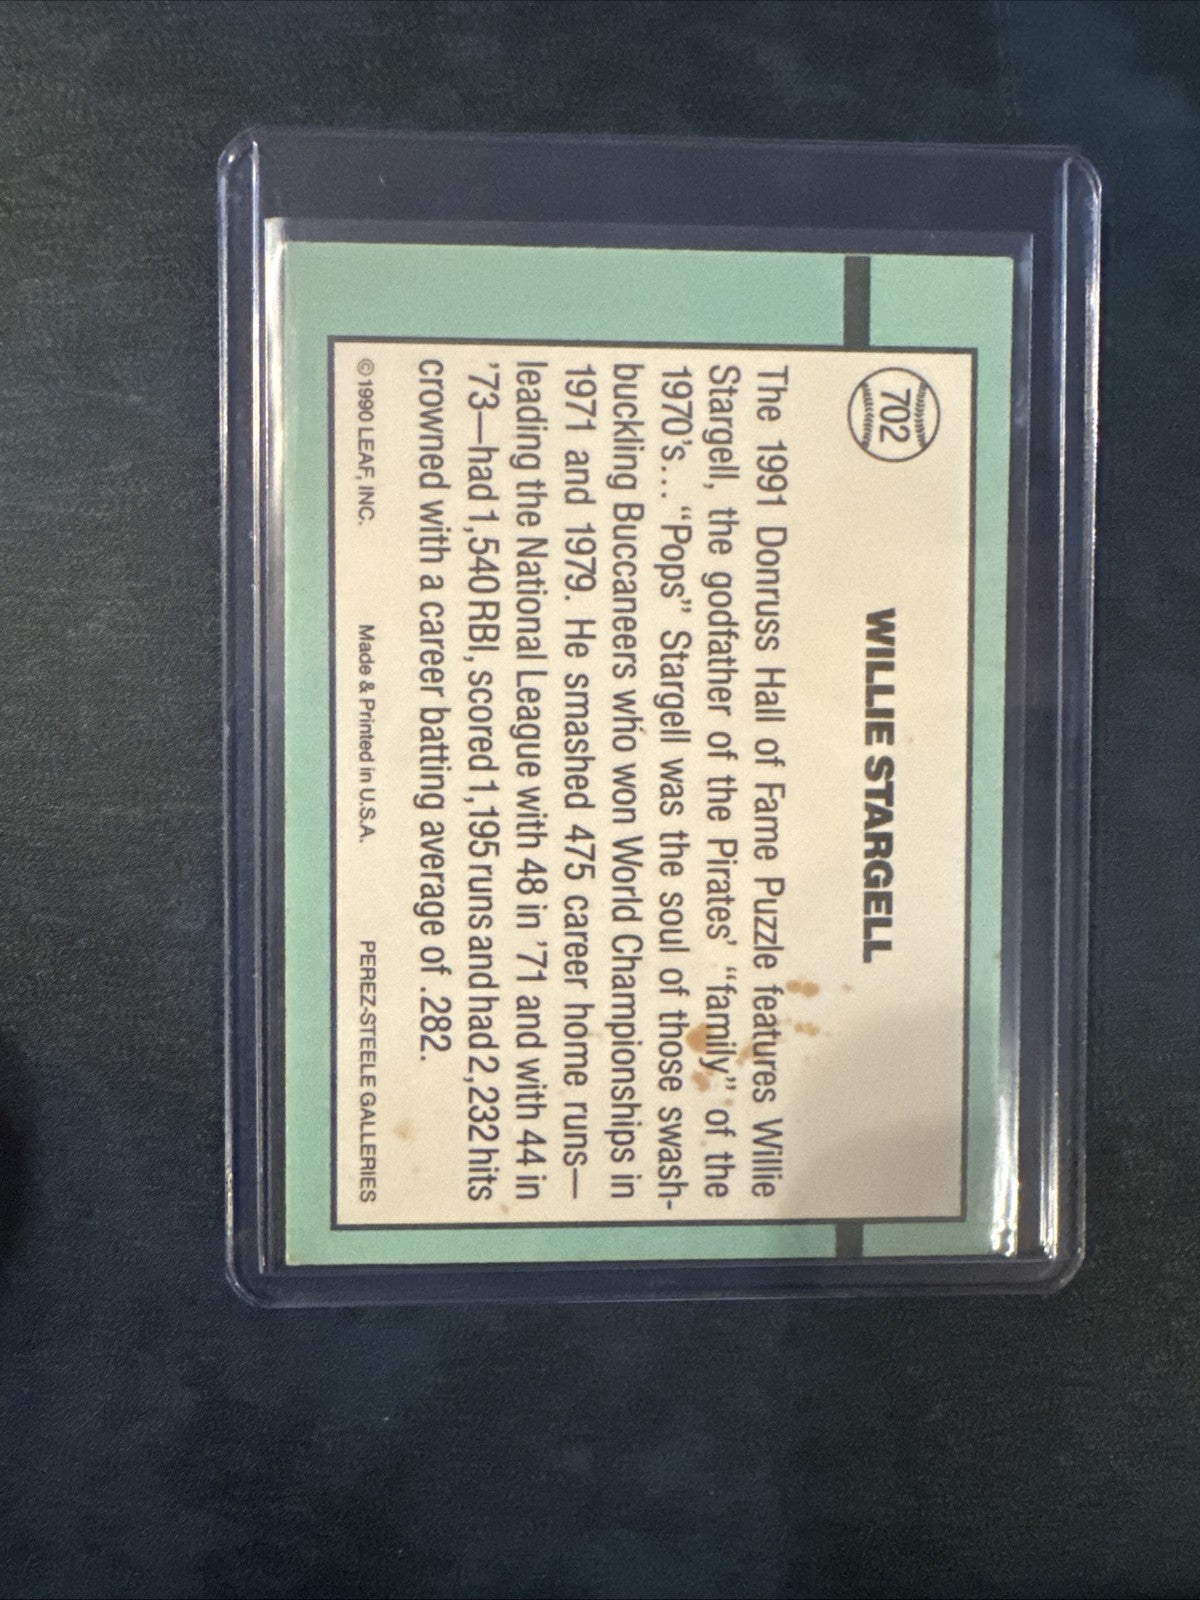 702
WILLIE STARGELL
The 1991 Donruss Hall of Fame Puzzle features Willie
Stargell, the godfather of the Pirates' “family” of the
1970's... “Pops” Stargell was the soul of those swash-
buckling Buccaneers who won World Championships in
1971 and 1979. He smashed 475 career home runs—
leading the National League with 48 in '71 and with 44 in
'73—had 1,540 RBI, scored 1,195 runs and had 2,232 hits
crowned with a career batting average of .282.
©1990 LEAF, INC. Made & Printed in U.S.A. PEREZ-STEELE GALLERIES